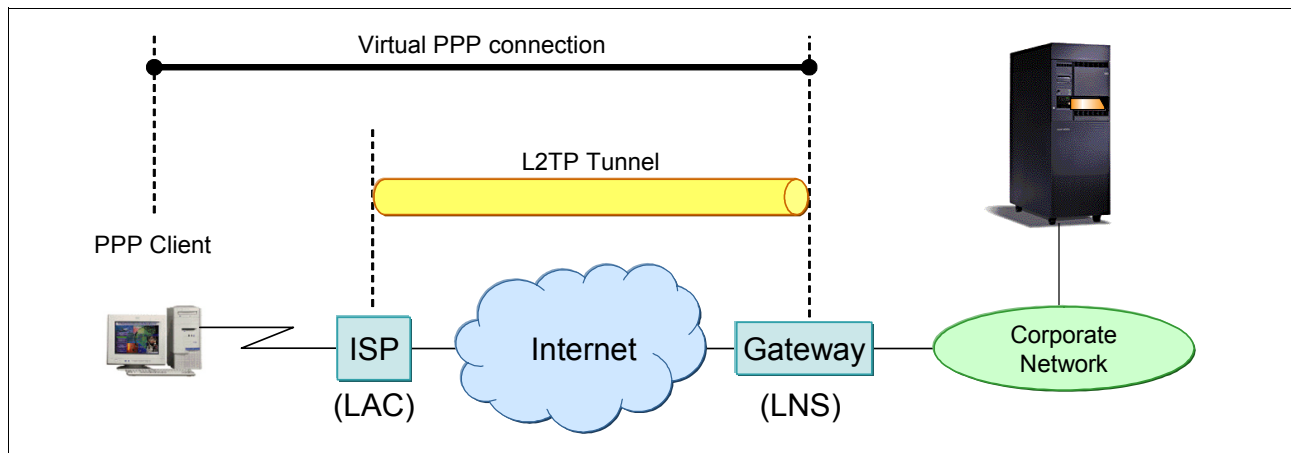 Virtual PPP connection
L2TP Tunnel
PPP Client
ISP
Internet
Gateway
Corporate
Network
(LAC)
(LNS)